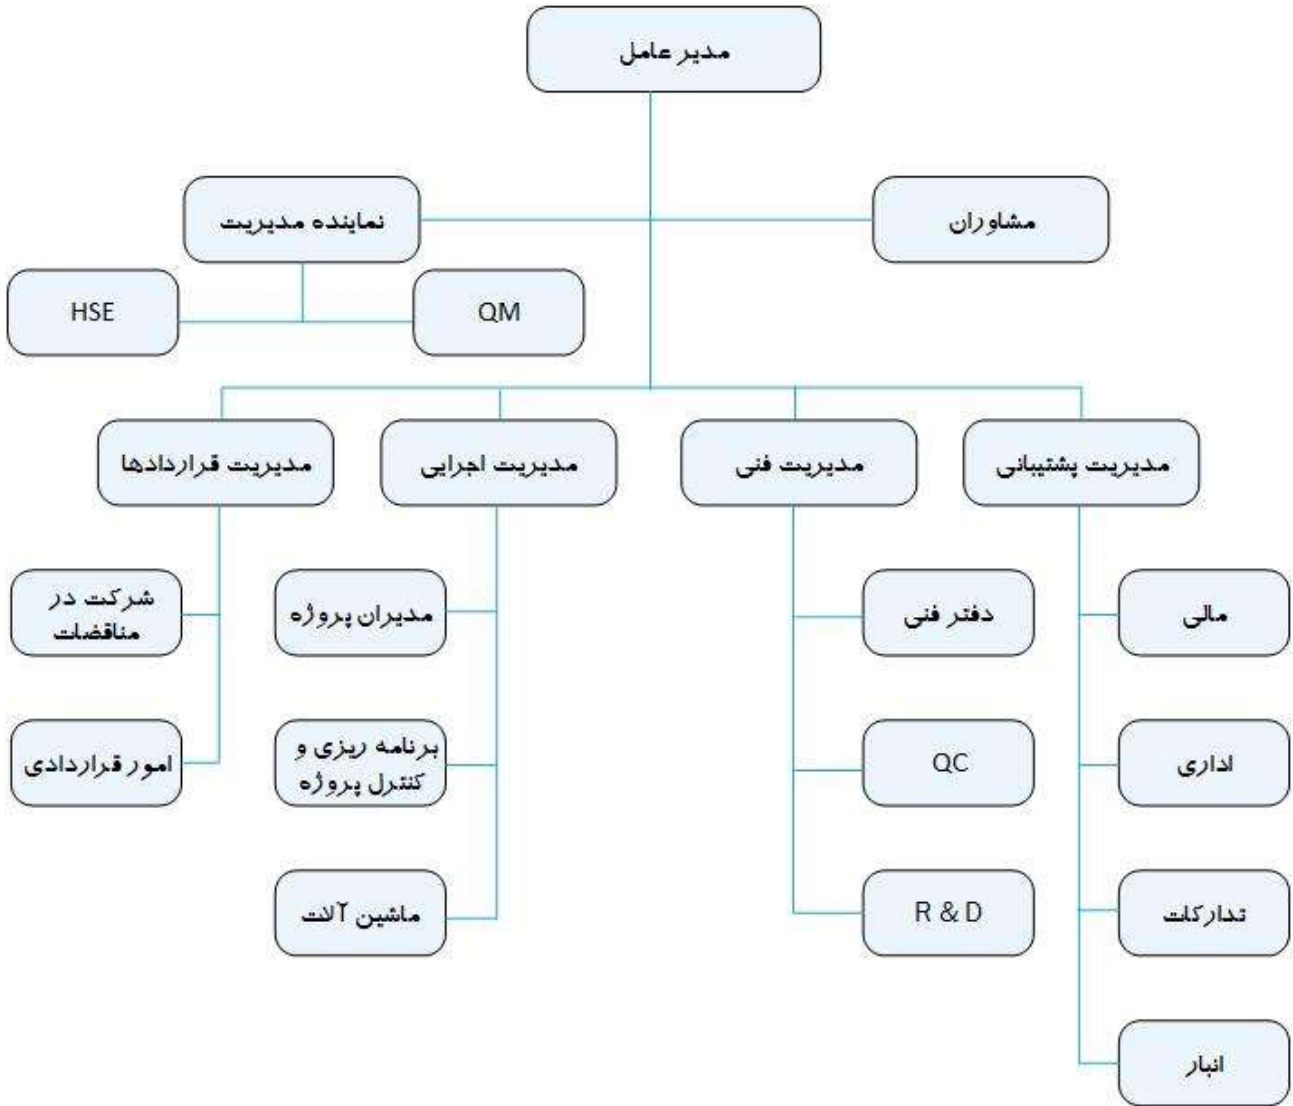 مدیر عامل
مشاوران
نماینده مدیریت
QM
HSE
مدیریت پشتیبانی
مدیریت فنی
مدیریت اجرایی
مدیریت قراردادها
مالی
دفتر فنی
مدیران پروژه
شرکت در
مناقضات
اداری
QC
برنامه ریزی و
کنترل پروژه
امور قراردادی
تدارکات
R & D
ماشین آلات
انبار